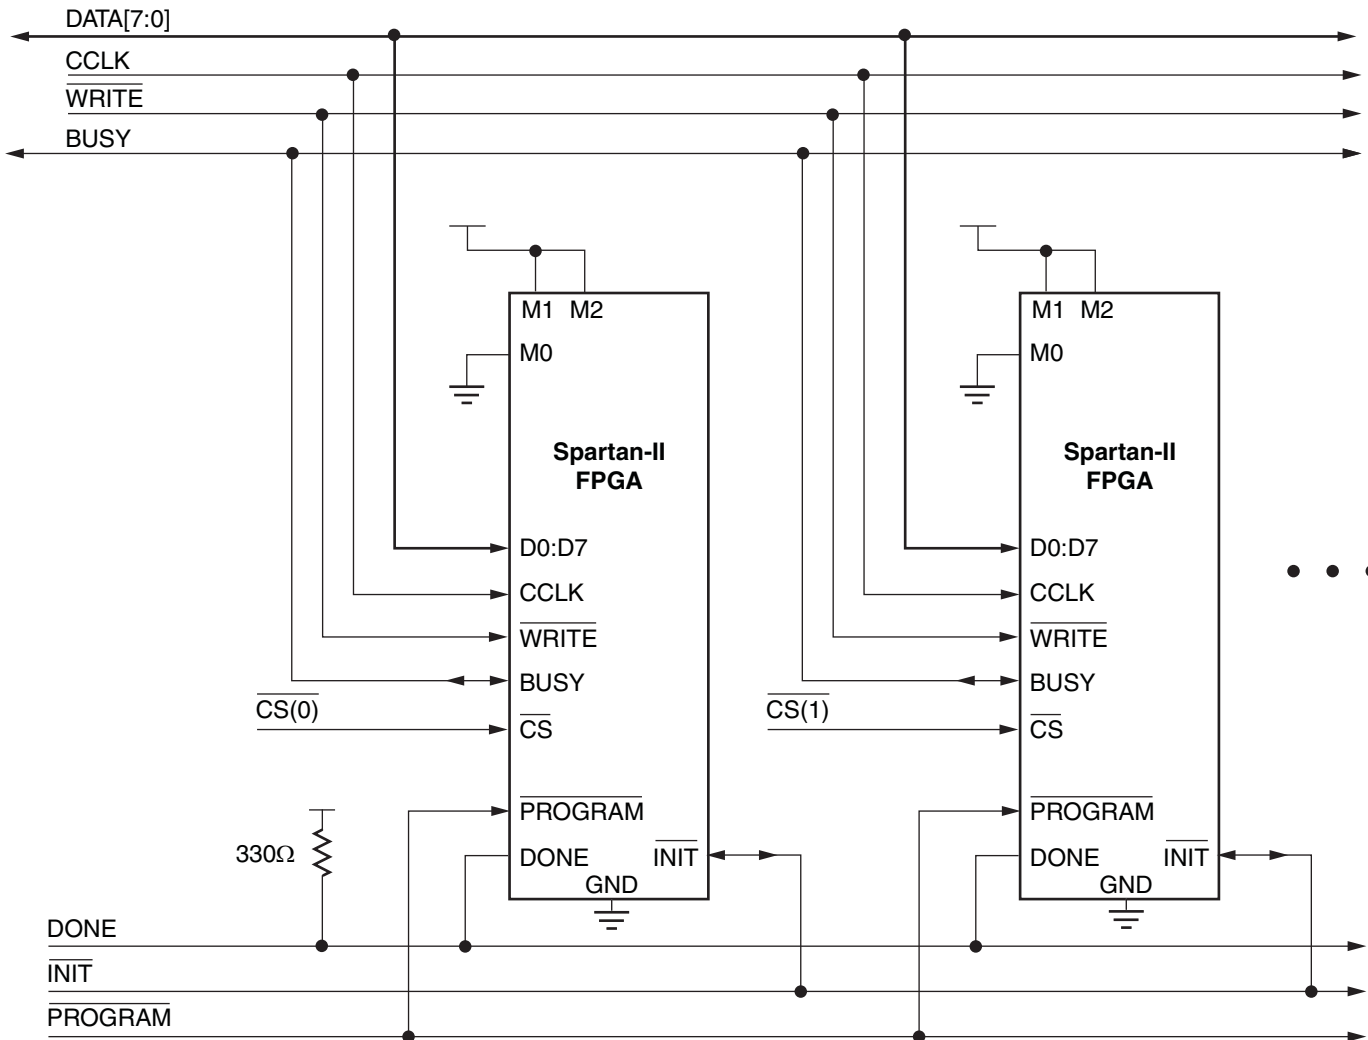 DATA[7:0]
CCLK
WRITE
BUSY
M1 M2
M0
Spartan-II
FPGA
D0:D7
CCLK
WRITE
BUSY
CS(0)
CS
PROGRAM
330Ω
DONE
INIT
GND
M1 M2
M0
Spartan-II
FPGA
D0:D7
CCLK
WRITE
BUSY
CS(1)
CS
PROGRAM
DONE
INIT
GND
DONE
INIT
PROGRAM